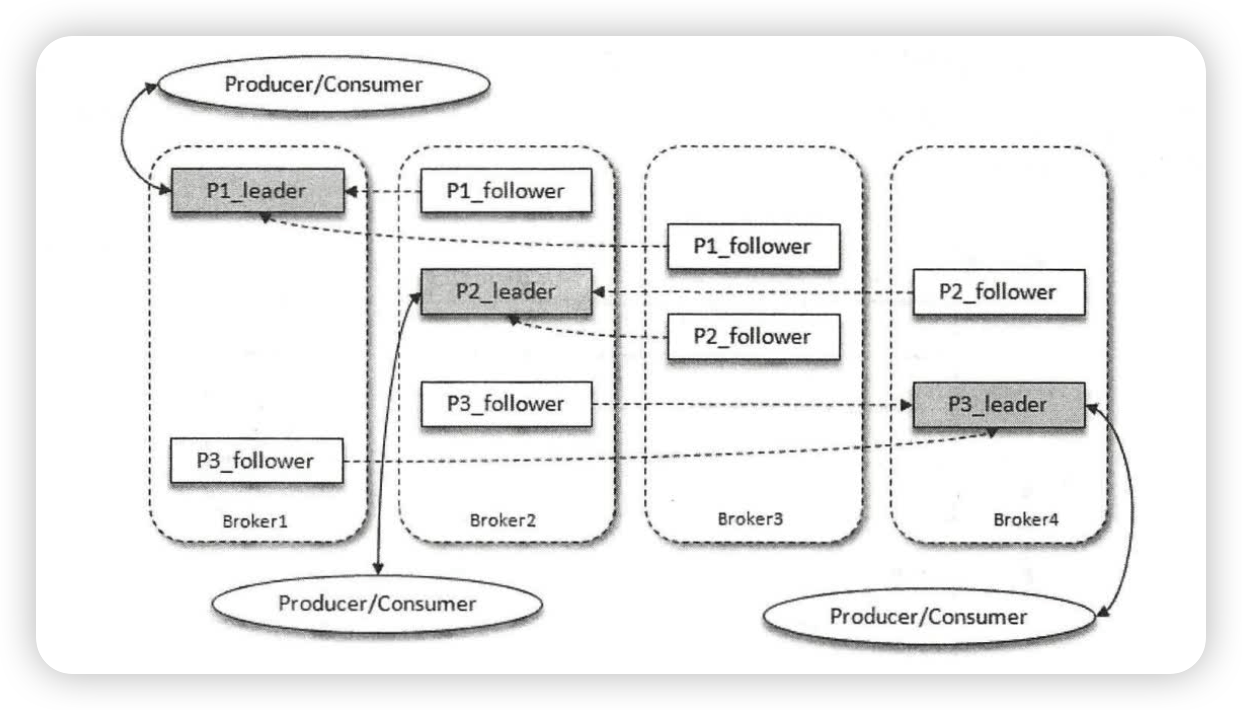 Producer/Consumer
P1_leader
P1_follower
P1_follower
P2_leader
P2_follower
P2_follower
P3_follower
P3_leader
P3_follower
Broker1
Broker2
Broker3
Broker4
Producer/Consumer
Producer/Consumer